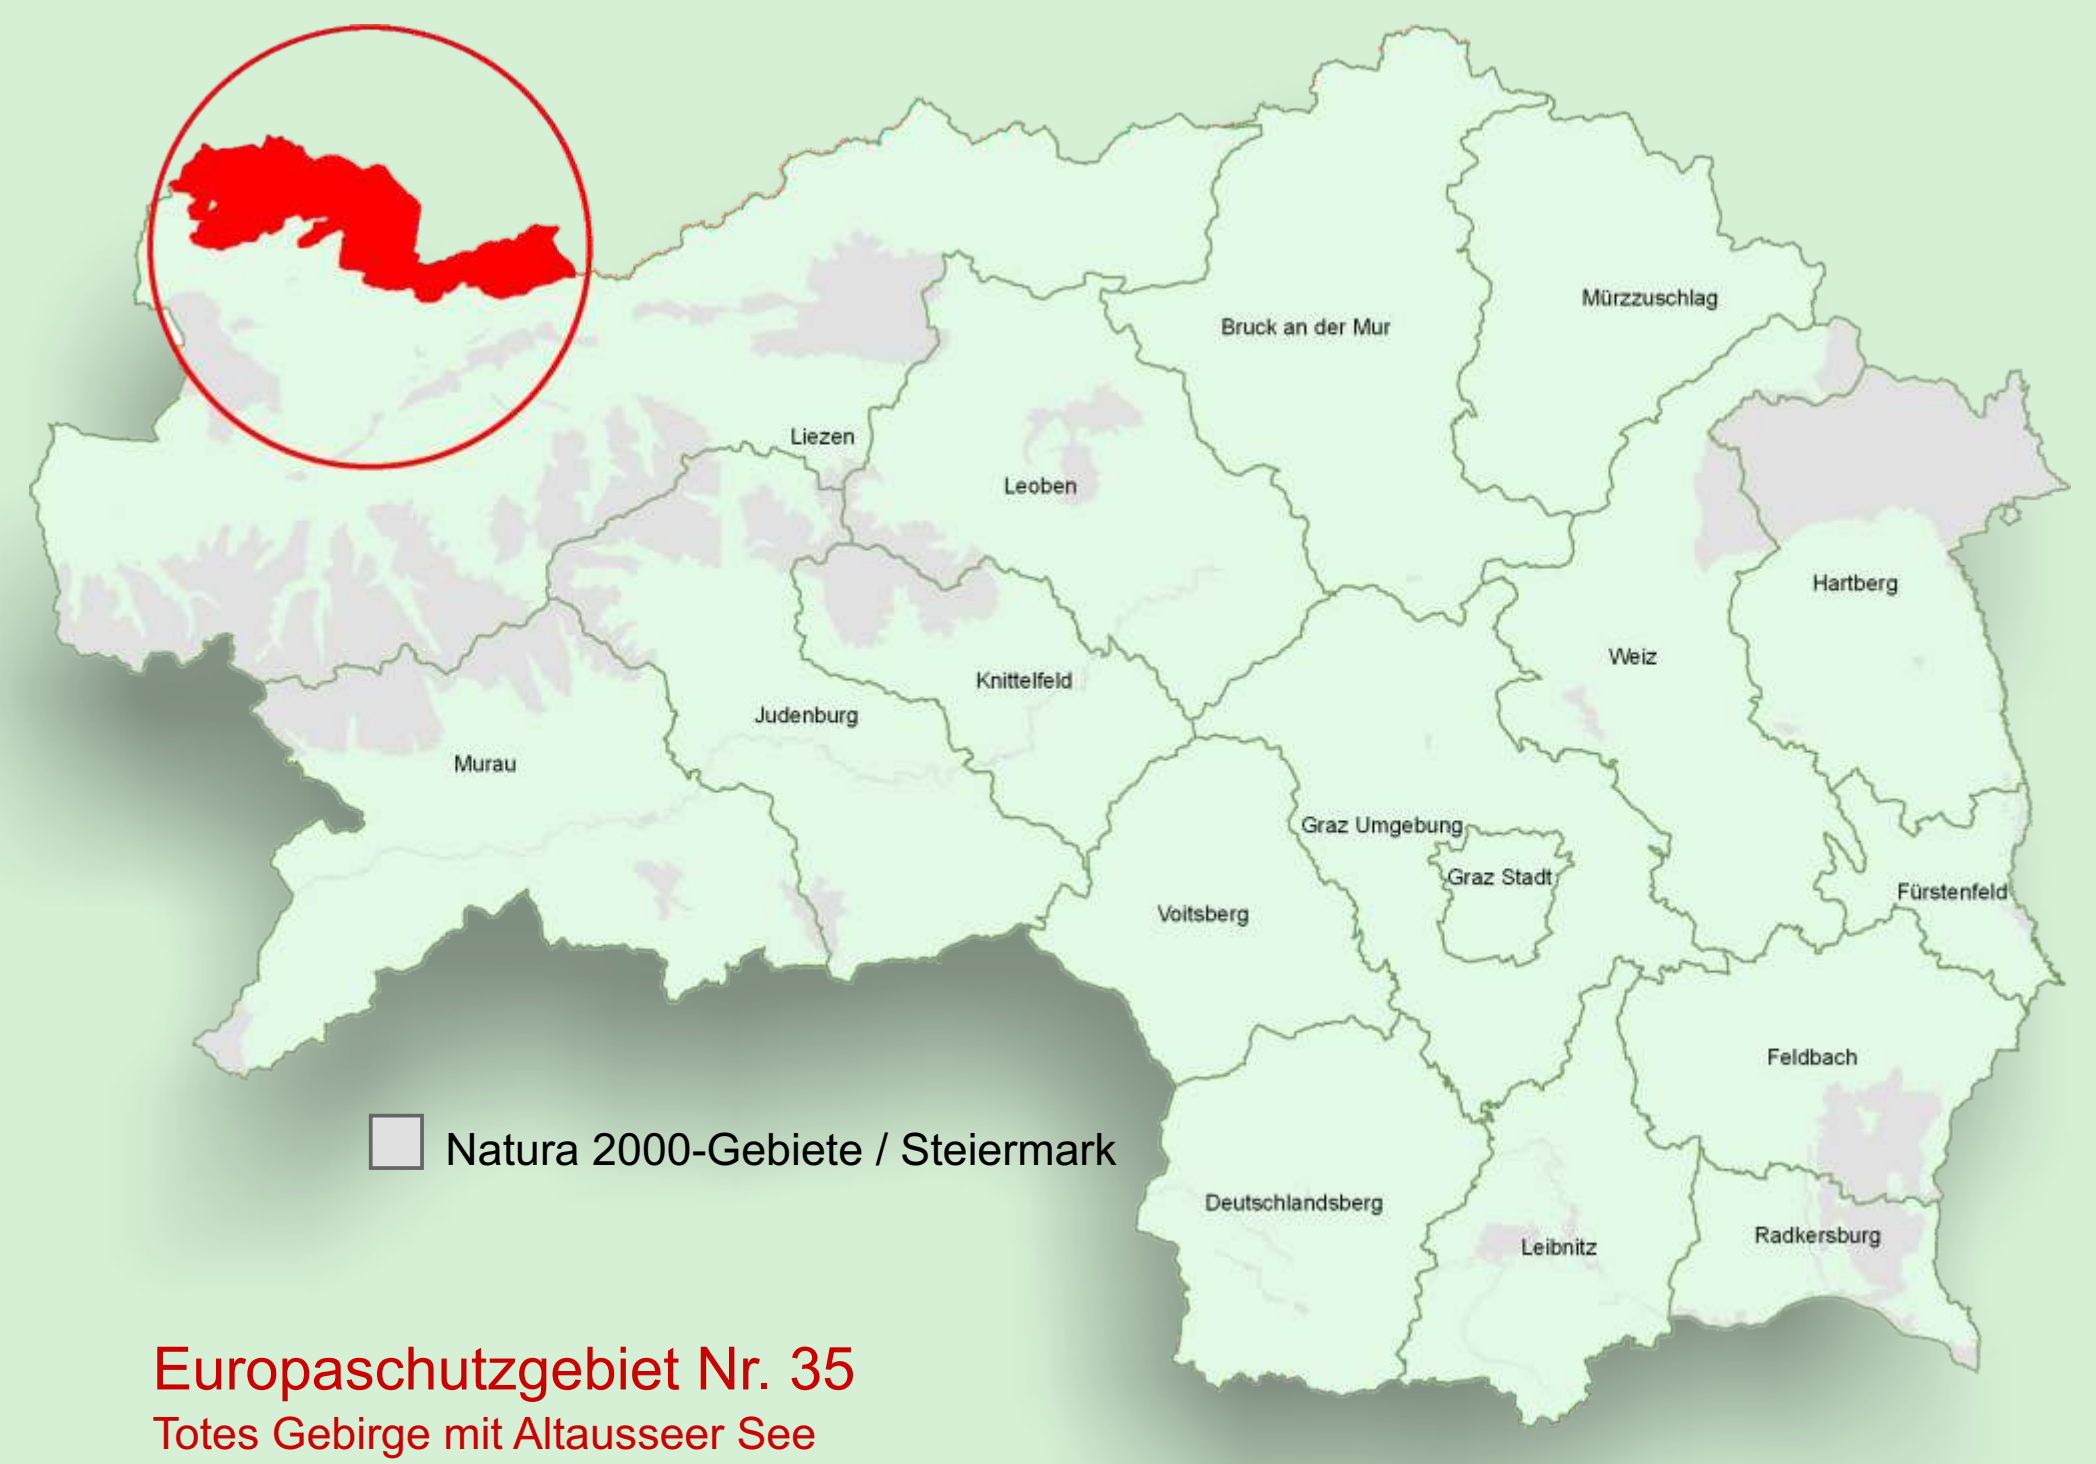 Mürzzuschlag
Bruck an der Mur
Liezen
Leoben
Hartberg
Weiz
Knittelfeld
Judenburg
Murau
Graz Umgebung
Graz Stadt
Fürstenfeld
Voitsberg
Feldbach
Natura 2000-Gebiete / Steiermark
Deutschlandsberg
Radkersburg
Leibnitz
Europaschutzgebiet Nr. 35
Totes Gebirge mit Altausseer See